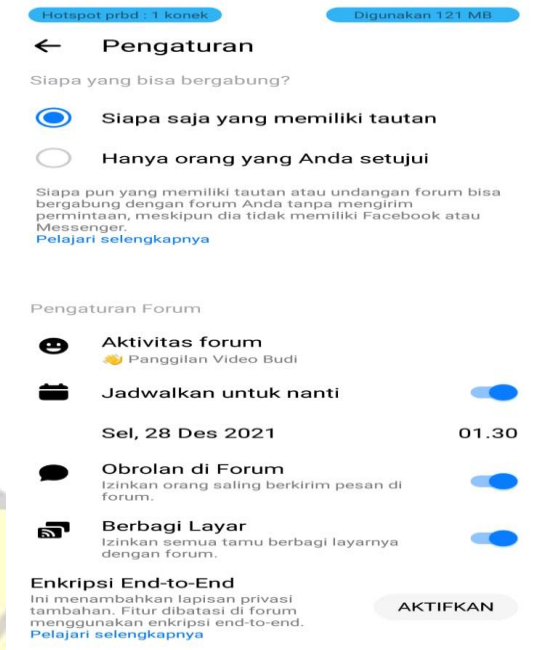 Hotspot prbd : 1 konek
Digunakan 121 MB
Pengaturan
Siapa yang bisa bergabung?
Siapa saja yang memiliki tautan
Hanya orang yang Anda setujui
Siapa pun yang memiliki tautan atau undangan forum bisa
bergabung dengan forum Anda tanpa mengirim
permintaan, meskipun dia tidak memiliki Facebook atau
Messenger.
Pelajari selengkapnya
Pengaturan Forum
Aktivitas forum
👋 Panggilan Video Budi
Jadwalkan untuk nanti
Sel, 28 Des 2021 01.30
Obrolan di Forum
Izinkan orang saling berkirim pesan di
forum.
Berbagi Layar
Izinkan semua tamu berbagi layarnya
dengan forum.
Enkripsi End-to-End
Ini menambahkan lapisan privasi
tambahan. Fitur dibatasi di forum
menggunakan enkripsi end-to-end.
Pelajari selengkapnya
AKTIFKAN